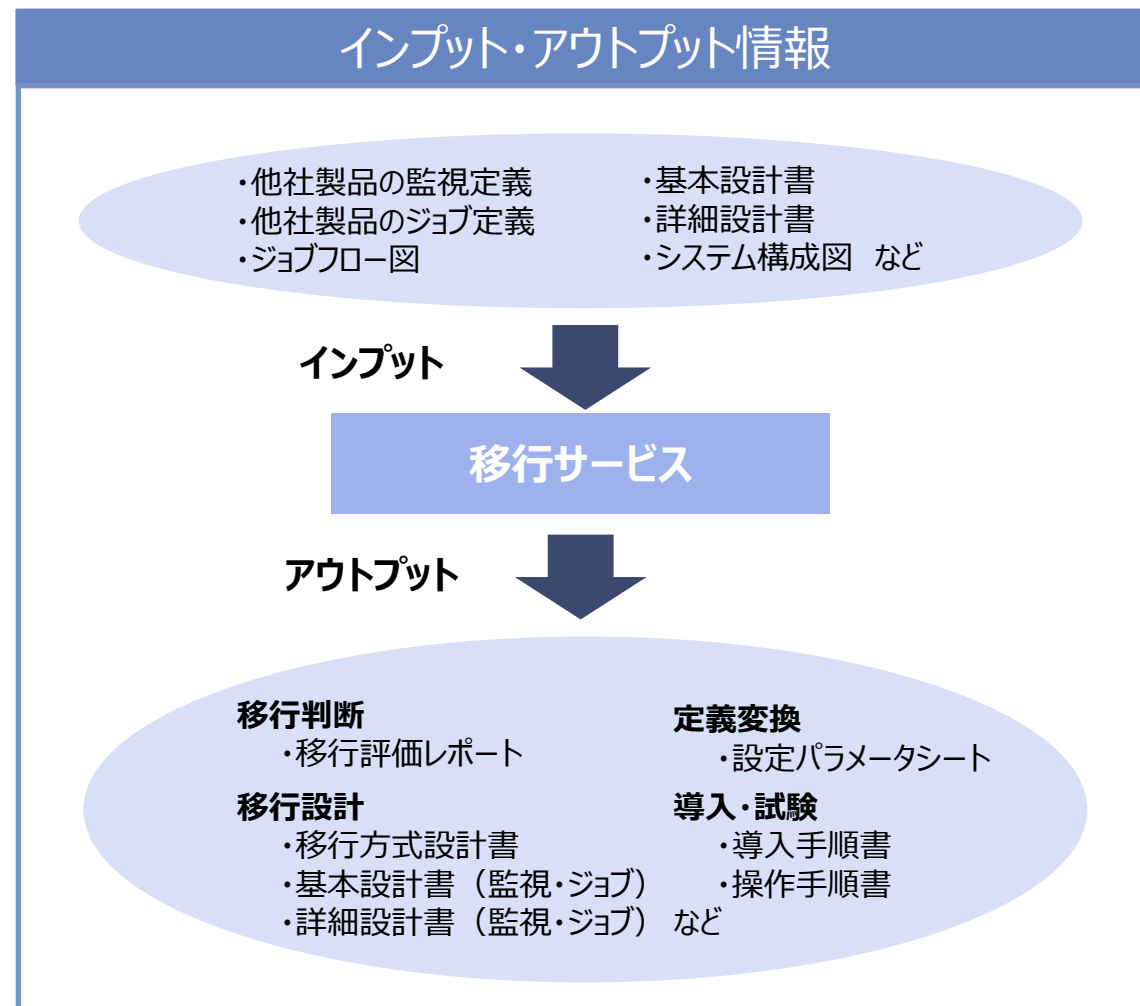 インプット・アウトプット情報
・他社製品の監視定義
・他社製品のジョブ定義
・ジョブフロー図
・基本設計書
・詳細設計書
・システム構成図 など
インプット
移行サービス
アウトプット
移行判断
・移行評価レポート
移行設計
・移行方式設計書
・基本設計書（監視・ジョブ）
・詳細設計書（監視・ジョブ） など
定義変換
・設定パラメータシート
導入・試験
・導入手順書
・操作手順書